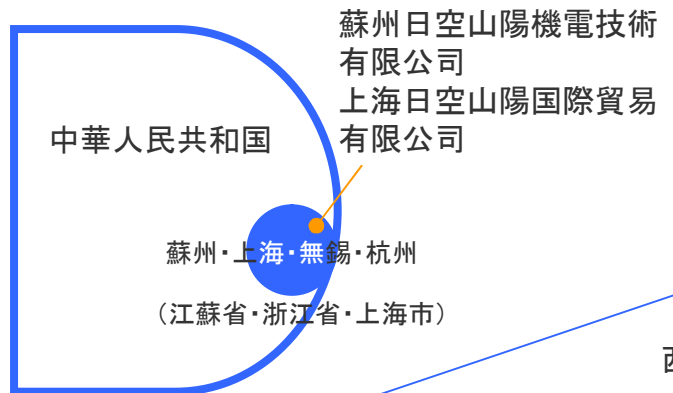 蘇州日空山陽機電技術
有限公司
上海日空山陽国際貿易
有限公司
中華人民共和国
蘇州・上海・無錫・杭州
（江蘇省・浙江省・上海市）
西